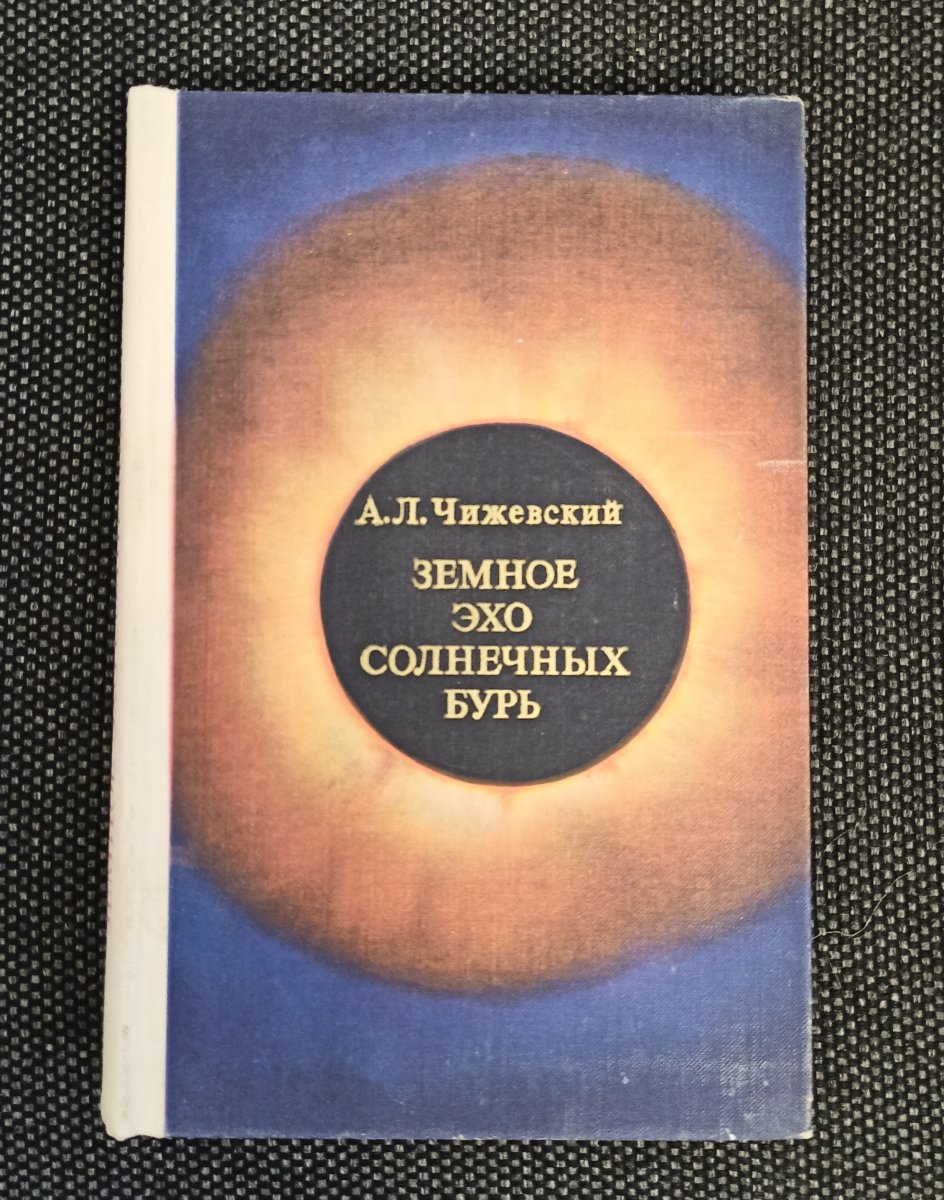 А.Л.Чижевский
ЗЕМНОЕ
ЭХО
СОЛНЕЧНЫХ
БУРЬ